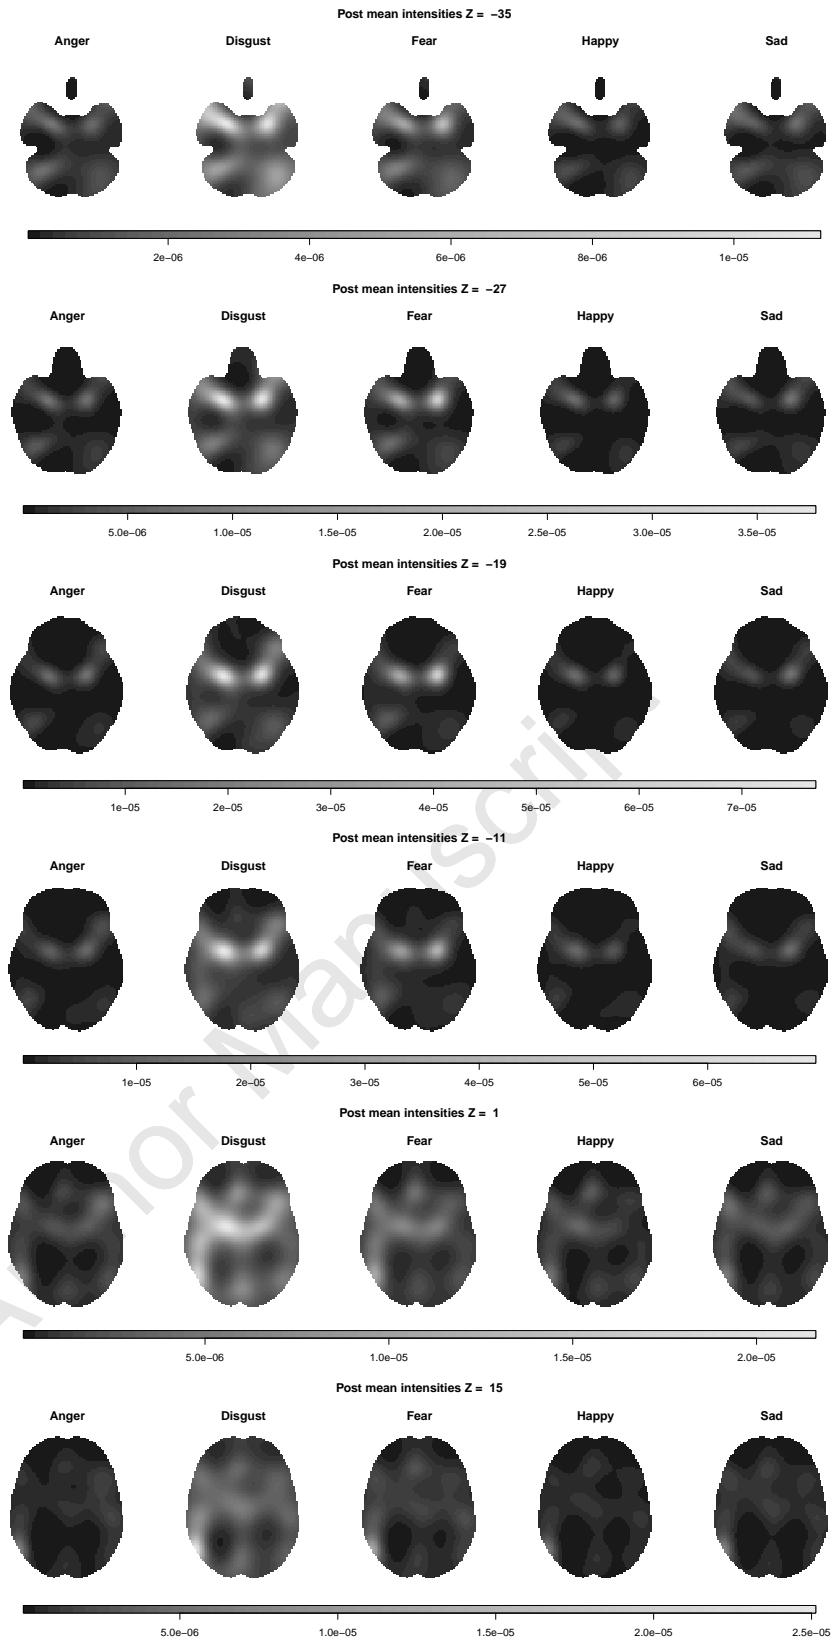 Post mean intensities Z = −35
Anger Disgust Fear Happy Sad
2e−06 4e−06 6e−06 8e−06 1e−05
Post mean intensities Z = −27
Anger Disgust Fear Happy Sad
5.0e−06 1.0e−05 1.5e−05 2.0e−05 2.5e−05 3.0e−05 3.5e−05
Post mean intensities Z = −19
Anger Disgust Fear Happy Sad
1e−05 2e−05 3e−05 4e−05 5e−05 6e−05 7e−05
Post mean intensities Z = −11
Anger Disgust Fear Happy Sad
1e−05 2e−05 3e−05 4e−05 5e−05 6e−05
Post mean intensities Z = 1
Anger Disgust Fear Happy Sad
5.0e−06 1.0e−05 1.5e−05 2.0e−05
Post mean intensities Z = 15
Anger Disgust Fear Happy Sad
5.0e−06 1.0e−05 1.5e−05 2.0e−05 2.5e−05
Author Manuscript